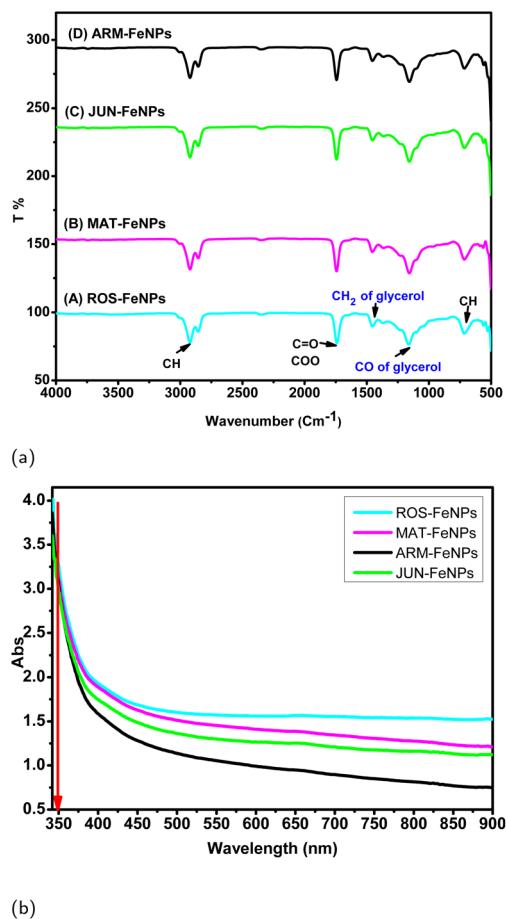 300
250
200
150
100
50
T %
(D) ARM-FeNPs
(C) JUN-FeNPs
(B) MAT-FeNPs
(A) ROS-FeNPs
CH₂ of glycerol
CH
CH
C=O
COO
CO of glycerol
4000 3500 3000 2500 2000 1500 1000 500
Wavenumber (Cm⁻¹)
(a)
4.0
3.5
3.0
2.5
2.0
1.5
1.0
0.5
Abs
ROS-FeNPs
MAT-FeNPs
ARM-FeNPs
JUN-FeNPs
350 400 450 500 550 600 650 700 750 800 850 900
Wavelength (nm)
(b)